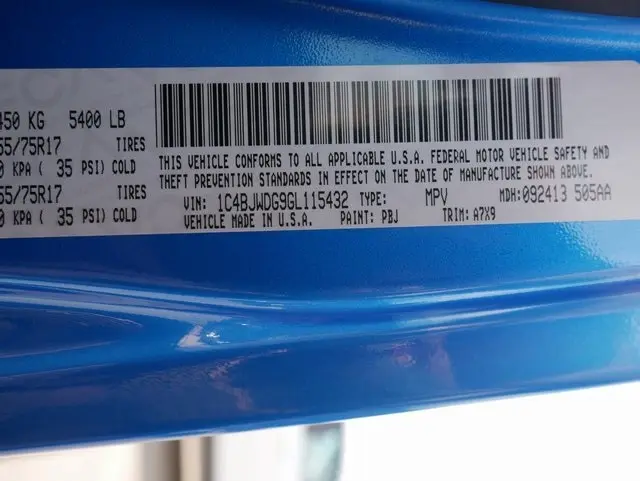 450 KG 5400 LB
55/75R17 TIRES
0 KPA ( 35 PSI) COLD
55/75R17 TIRES
0 KPA ( 35 PSI) COLD
THIS VEHICLE CONFORMS TO ALL APPLICABLE U.S.A. FEDERAL MOTOR VEHICLE SAFETY AND
THEFT PREVENTION STANDARDS IN EFFECT ON THE DATE OF MANUFACTURE SHOWN ABOVE.
VIN: 1C4BJWDG9GL115432 TYPE: MPV MDH:092413 505AA
VEHICLE MADE IN U.S.A. PAINT: PBJ TRIM: A7X9